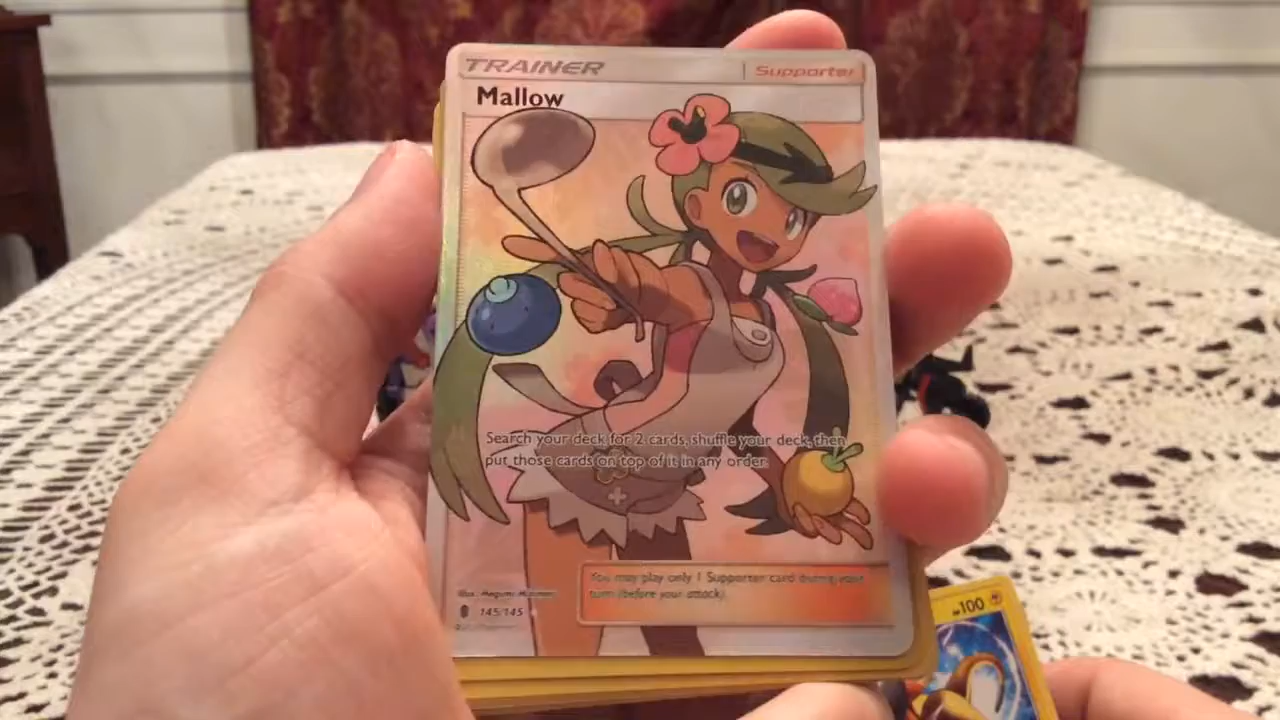 TRAINER
Supporter
Mallow
Search your deck for 2 cards, shuffle your deck, then
put those cards on top of it in any order.
You may play only 1 Supporter card during your
turn (before your attack).
Illus. Megumi
145/145
100